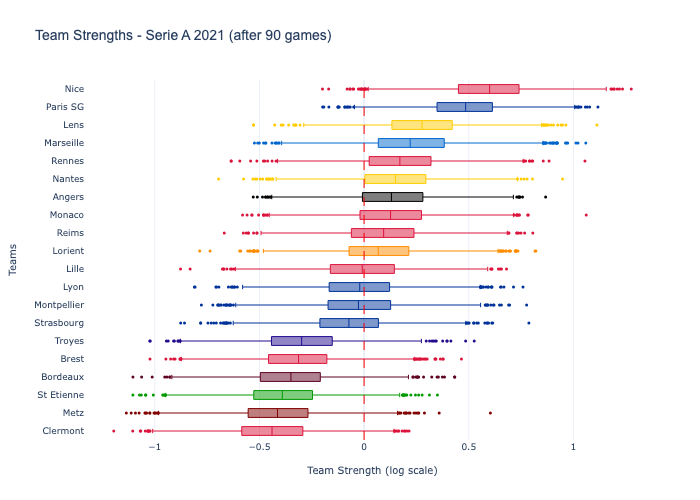 Team Strengths - Serie A 2021 (after 90 games)
Nice
Paris SG
Lens
Marseille
Rennes
Nantes
Angers
Monaco
Reims
Lorient
Lille
Lyon
Montpellier
Strasbourg
Troyes
Brest
Bordeaux
St Etienne
Metz
Clermont
Teams
−1 −0.5 0 0.5 1
Team Strength (log scale)